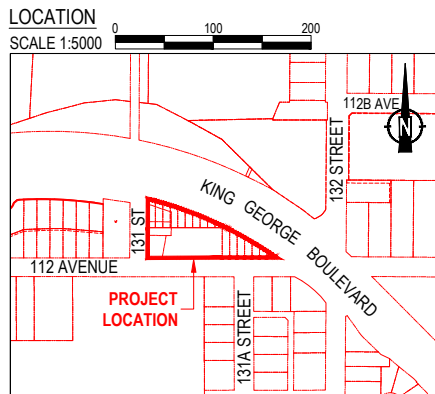 LOCATION
SCALE 1:5000
0 100 200
112B AVE
N
132 STREET
KING GEORGE BOULEVARD
131 ST
112 AVENUE
PROJECT
LOCATION
131A STREET